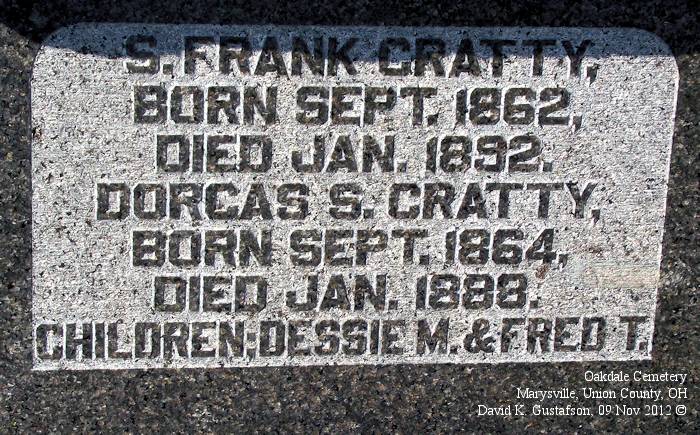 S. FRANK CRATTY,
BORN SEPT. 1862,
DIED JAN. 1892.
DORCAS S. CRATTY,
BORN SEPT. 1864,
DIED JAN. 1888.
CHILDREN: DESSIE M. & FRED T.
Oakdale Cemetery
Marysville, Union County, OH
David K. Gustafson, 09 Nov 2012 ©